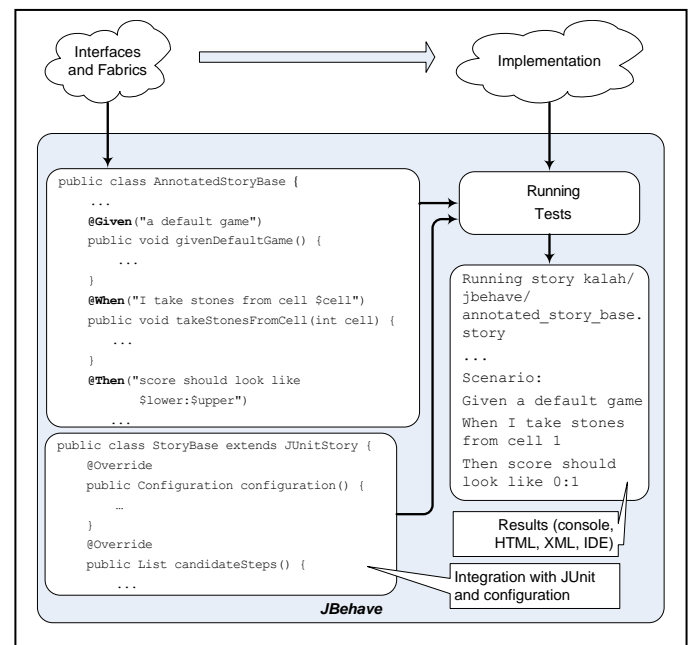 Interfaces
and Fabrics
Implementation
public class AnnotatedStoryBase {
...
@Given("a default game")
public void givenDefaultGame() {
...
}
@When("I take stones from cell $cell")
public void takeStonesFromCell(int cell) {
...
}
@Then("score should look like
$lower:$upper")
...
public class StoryBase extends JUnitStory {
@Override
public Configuration configuration() {
…
}
@Override
public List candidateSteps() {
...
Running
Tests
Running story kalah/
jbehave/
annotated_story_base.
story
...
Scenario:
Given a default game
When I take stones
from cell 1
Then score should
look like 0:1
Results (console,
HTML, XML, IDE)
Integration with JUnit
and configuration
JBehave